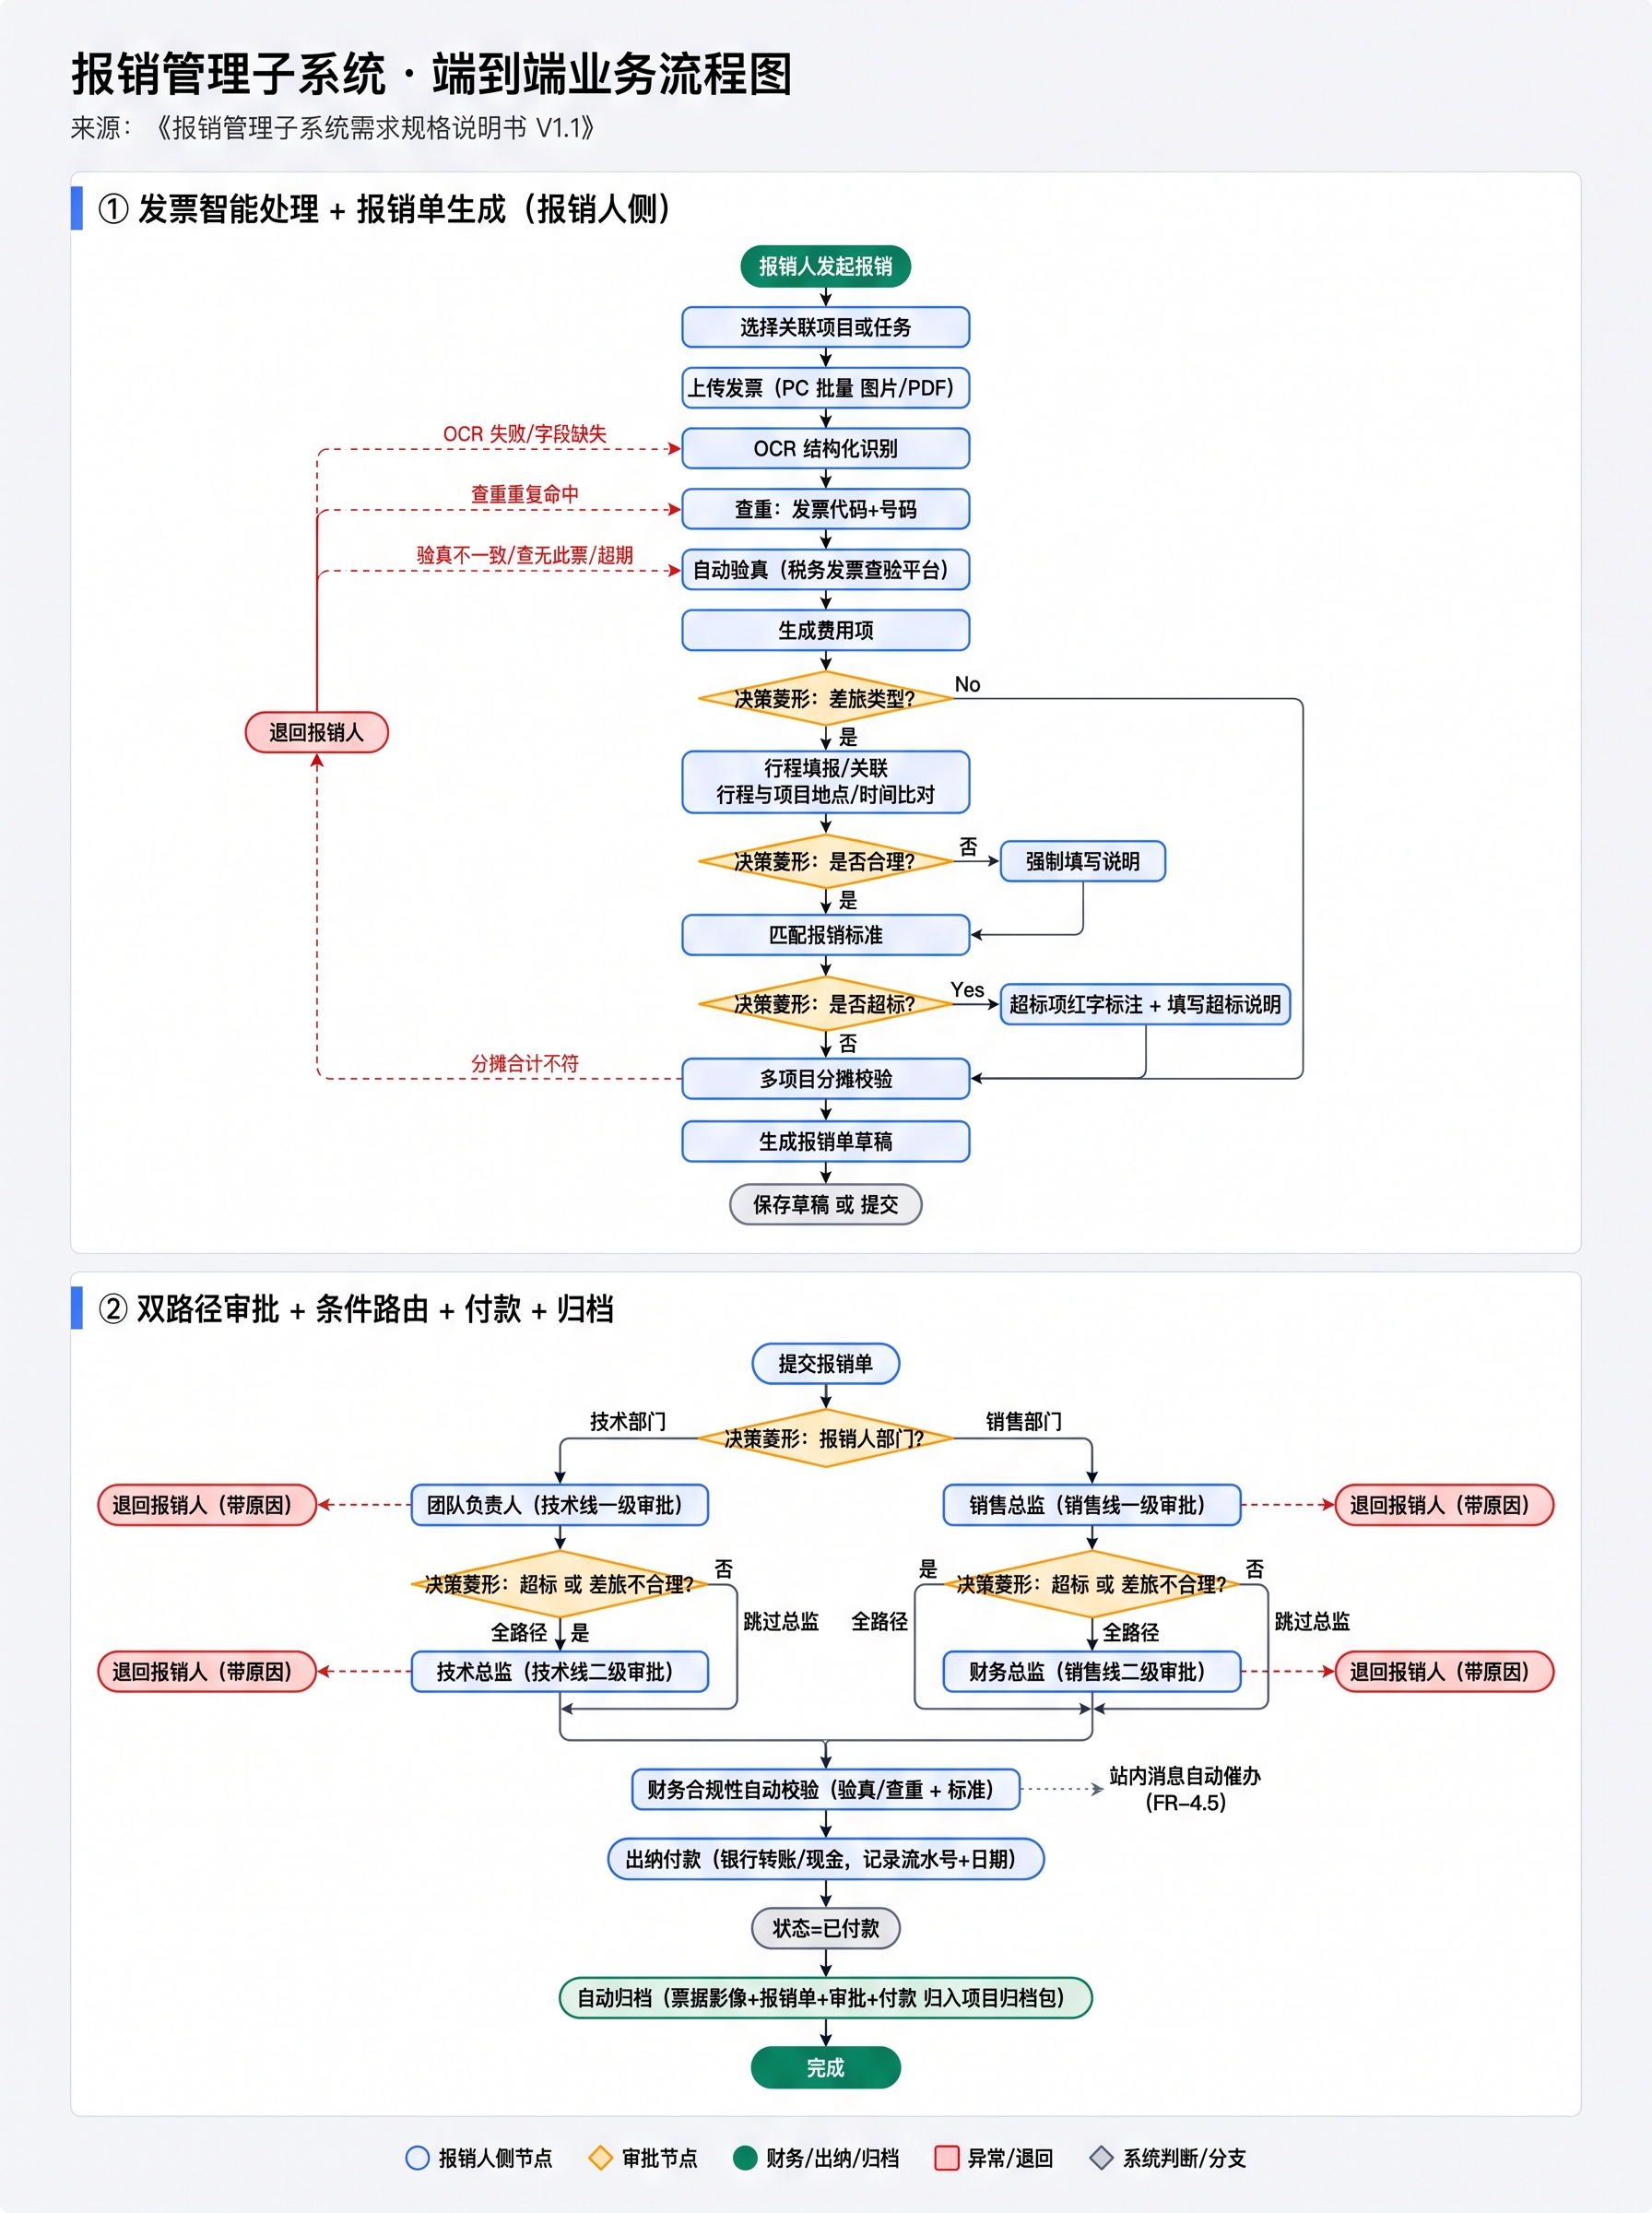 报销管理子系统 · 端到端业务流程图
来源：《报销管理子系统需求规格说明书 V1.1》
① 发票智能处理 + 报销单生成（报销人侧）
报销人发起报销
选择关联项目或任务
上传发票（PC 批量 图片/PDF）
OCR 失败/字段缺失
OCR 结构化识别
查重重复命中
查重：发票代码+号码
验真不一致/查无此票/超期
自动验真（税务发票查验平台）
生成费用项
决策菱形：差旅类型?
No
退回报销人
是
行程填报/关联
行程与项目地点/时间比对
决策菱形：是否合理?
否
强制填写说明
是
匹配报销标准
决策菱形：是否超标?
Yes
超标项红字标注 + 填写超标说明
否
分摊合计不符
多项目分摊校验
生成报销单草稿
保存草稿 或 提交
② 双路径审批 + 条件路由 + 付款 + 归档
提交报销单
技术部门
决策菱形：报销人部门?
销售部门
退回报销人（带原因）
团队负责人（技术线一级审批）
销售总监（销售线一级审批）
退回报销人（带原因）
决策菱形：超标 或 差旅不合理?
否
是
决策菱形：超标 或 差旅不合理?
否
全路径
是
跳过总监
全路径
全路径
跳过总监
退回报销人（带原因）
技术总监（技术线二级审批）
财务总监（销售线二级审批）
退回报销人（带原因）
财务合规性自动校验（验真/查重 + 标准）
站内消息自动催办
（FR-4.5）
出纳付款（银行转账/现金，记录流水号+日期）
状态=已付款
自动归档（票据影像+报销单+审批+付款 归入项目归档包）
完成
报销人侧节点
审批节点
财务/出纳/归档
异常/退回
系统判断/分支